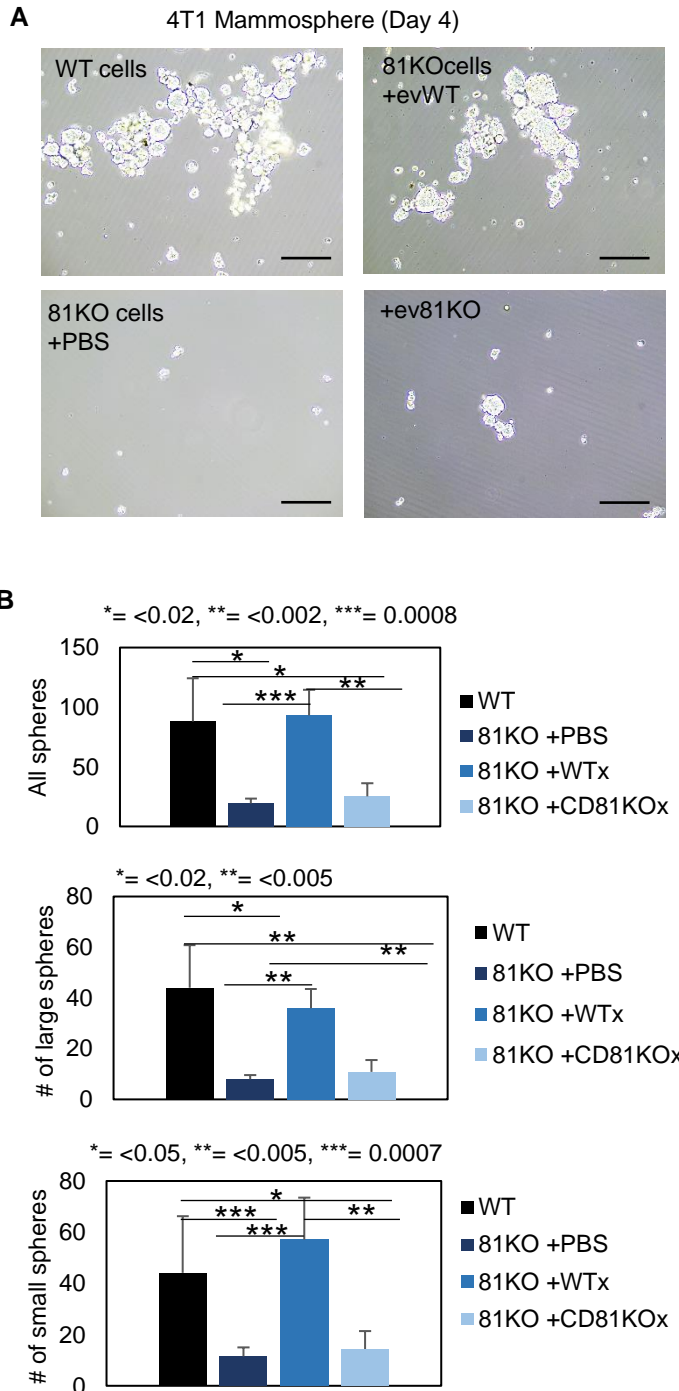 A
4T1 Mammosphere (Day 4)
WT cells
81KOcells
+evWT
81KO cells
+PBS
+ev81KO
B
*= <0.02, **= <0.002, ***= 0.0008
150
100
50
0
All spheres
*
*
***
**
WT
81KO +PBS
81KO +WTx
81KO +CD81KOx
*= <0.02, **= <0.005
80
60
40
20
0
# of large spheres
*
**
**
**
WT
81KO +PBS
81KO +WTx
81KO +CD81KOx
*= <0.05, **= <0.005, ***= 0.0007
80
60
40
20
0
# of small spheres
*
***
**
***
WT
81KO +PBS
81KO +WTx
81KO +CD81KOx